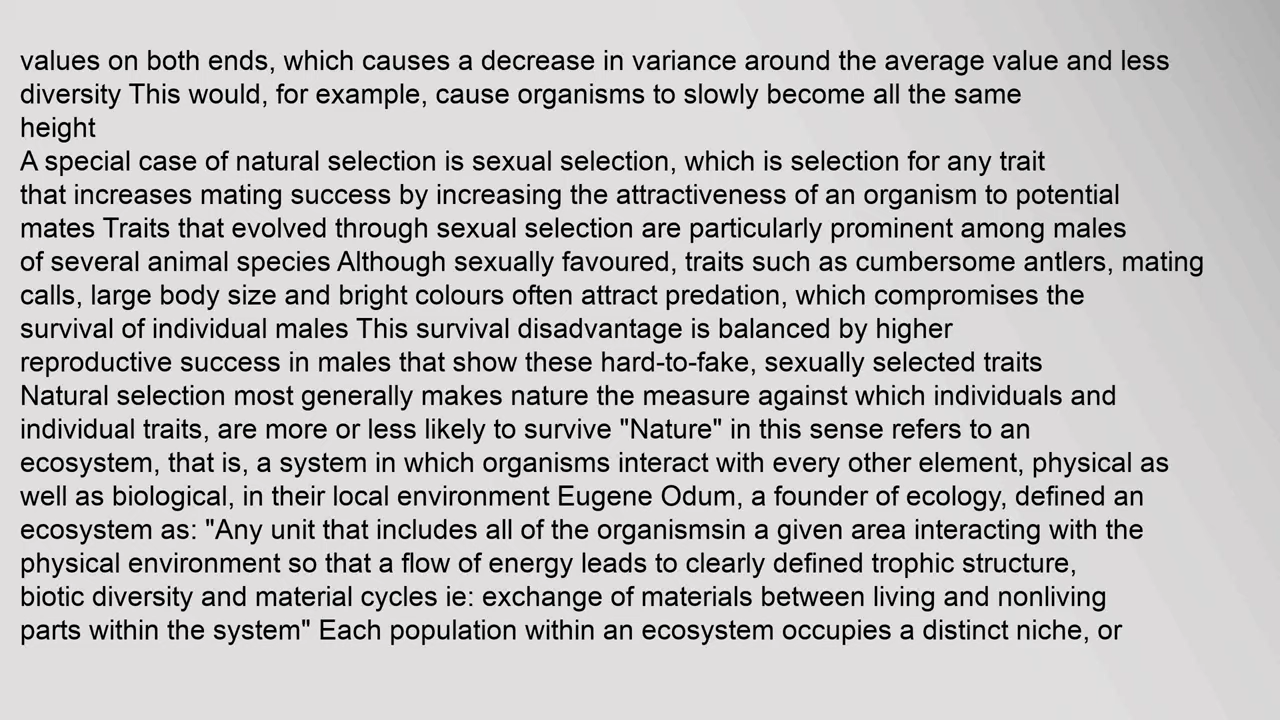 values on both ends, which causes a decrease in variance around the average value and less
diversity This would, for example, cause organisms to slowly become all the same
height
A special case of natural selection is sexual selection, which is selection for any trait
that increases mating success by increasing the attractiveness of an organism to potential
mates Traits that evolved through sexual selection are particularly prominent among males
of several animal species Although sexually favoured, traits such as cumbersome antlers, mating
calls, large body size and bright colours often attract predation, which compromises the
survival of individual males This survival disadvantage is balanced by higher
reproductive success in males that show these hard-to-fake, sexually selected traits
Natural selection most generally makes nature the measure against which individuals and
individual traits, are more or less likely to survive "Nature" in this sense refers to an
ecosystem, that is, a system in which organisms interact with every other element, physical as
well as biological, in their local environment Eugene Odum, a founder of ecology, defined an
ecosystem as: "Any unit that includes all of the organismsin a given area interacting with the
physical environment so that a flow of energy leads to clearly defined trophic structure,
biotic diversity and material cycles ie: exchange of materials between living and nonliving
parts within the system" Each population within an ecosystem occupies a distinct niche, or